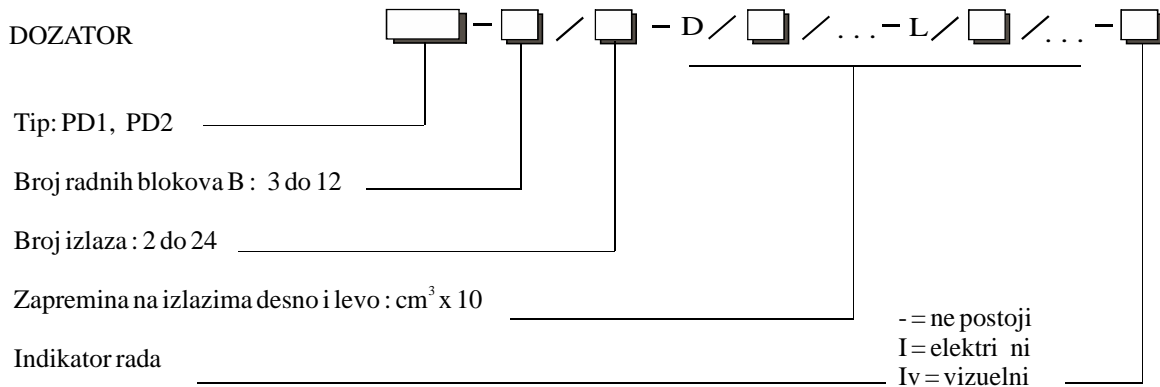 DOZATOR – / – D/ /...– L/ /...–
Tip: PD1, PD2
Broj radnih blokova B : 3 do 12
Broj izlaza : 2 do 24
Zapremina na izlazima desno i levo : cm³ x 10
- = ne postoji
Indikator rada
I = elektri ni
Iv = vizuelni